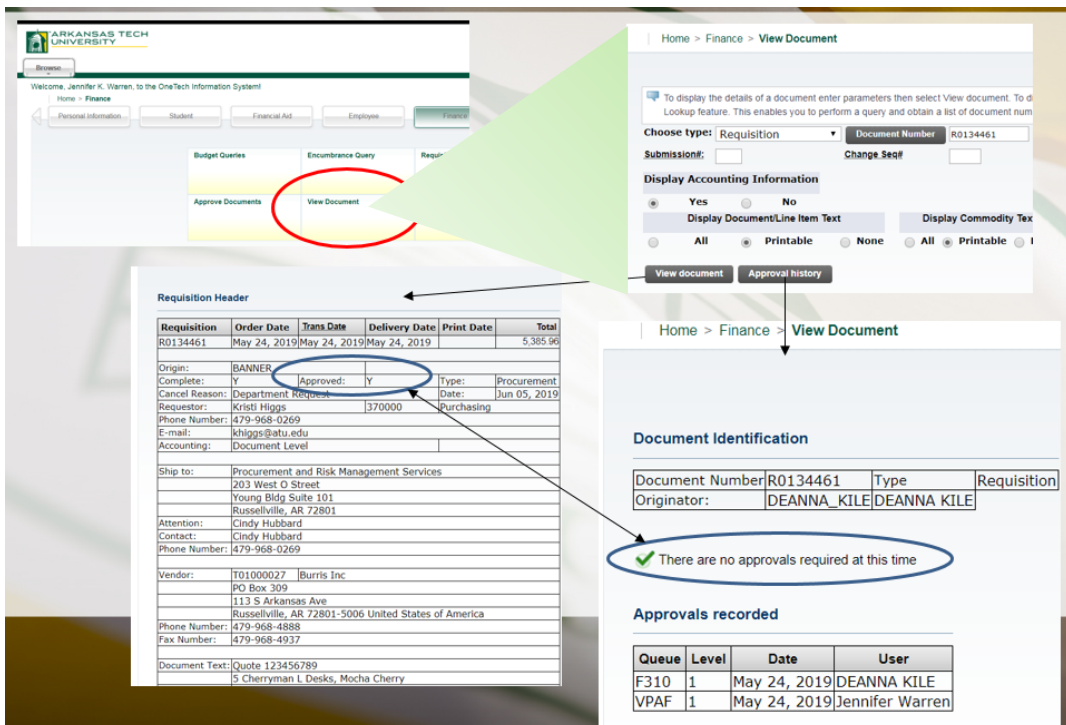 ARKANSAS TECH
UNIVERSITY
Browse
Welcome, Jennifer K. Warren, to the OneTech Information System!
Home > Finance
Personal Information Student Financial Aid Employee Finance
Budget Queries Encumbrance Query
Approve Documents View Document
Home > Finance > View Document
To display the details of a document enter parameters then select View document. To
Lookup feature. This enables you to perform a query and obtain a list of document
Choose type: Requisition Document Number R0134461
Submission#: Change Seq#
Display Accounting Information
Yes No
Display Document/Line Item Text Display Commodity
All Printable None All Printable
View document Approval history
Requisition Header
Requisition Order Date Trans Date Delivery Date Print Date Total
R0134461 May 24, 2019 May 24, 2019 May 24, 2019 5,385.96
Origin: BANNER
Complete: Y Approved: Y Type: Procurement
Cancel Reason: Department Request Date: Jun 05, 2019
Requestor: Kristi Higgs 370000 Purchasing
Phone Number: 479-968-0269
E-mail: khiggs@atu.edu
Accounting: Document Level
Ship to: Procurement and Risk Management Services
203 West O Street
Young Bldg Suite 101
Russellville, AR 72801
Attention: Cindy Hubbard
Contact: Cindy Hubbard
Phone Number: 479-968-0269
Vendor: T01000027 Burris Inc
PO Box 309
113 S Arkansas Ave
Russellville, AR 72801-5006 United States of America
Phone Number: 479-968-4888
Fax Number: 479-968-4937
Document Text: Quote 123456789
5 Cherryman L Desks, Mocha Cherry
Home > Finance > View Document
Document Identification
Document Number R0134461 Type Requisition
Originator: DEANNA_KILE DEANNA KILE
There are no approvals required at this time
Approvals recorded
Queue Level Date User
F310 1 May 24, 2019 DEANNA KILE
VPAF 1 May 24, 2019 Jennifer Warren